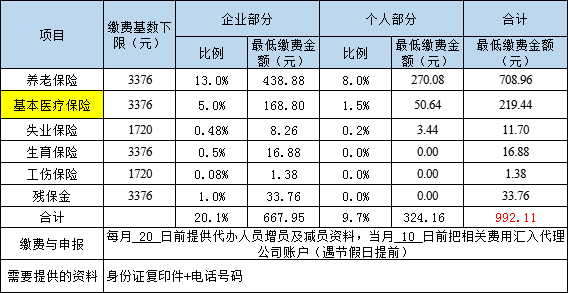 项目 缴费基数下限（元） 企业部分 个人部分 合计
比例 最低缴费金额（元） 比例 最低缴费金额（元） 最低缴费金额（元）
养老保险 3376 13.0% 438.88 8.0% 270.08 708.96
基本医疗保险 3376 5.0% 168.80 1.5% 50.64 219.44
失业保险 1720 0.48% 8.26 0.2% 3.44 11.70
生育保险 3376 0.5% 16.88 0.0% 0.00 16.88
工伤保险 1720 0.08% 1.38 0.0% 0.00 1.38
残保金 3376 1.0% 33.76 0.0% 0.00 33.76
合计 20.1% 667.95 9.7% 324.16 992.11
缴费与申报 每月 20 日前提供代办人员增员及减员资料，当月 10 日前把相关费用汇入代理
公司账户（遇节假日提前）
需要提供的资料 身份证复印件+电话号码